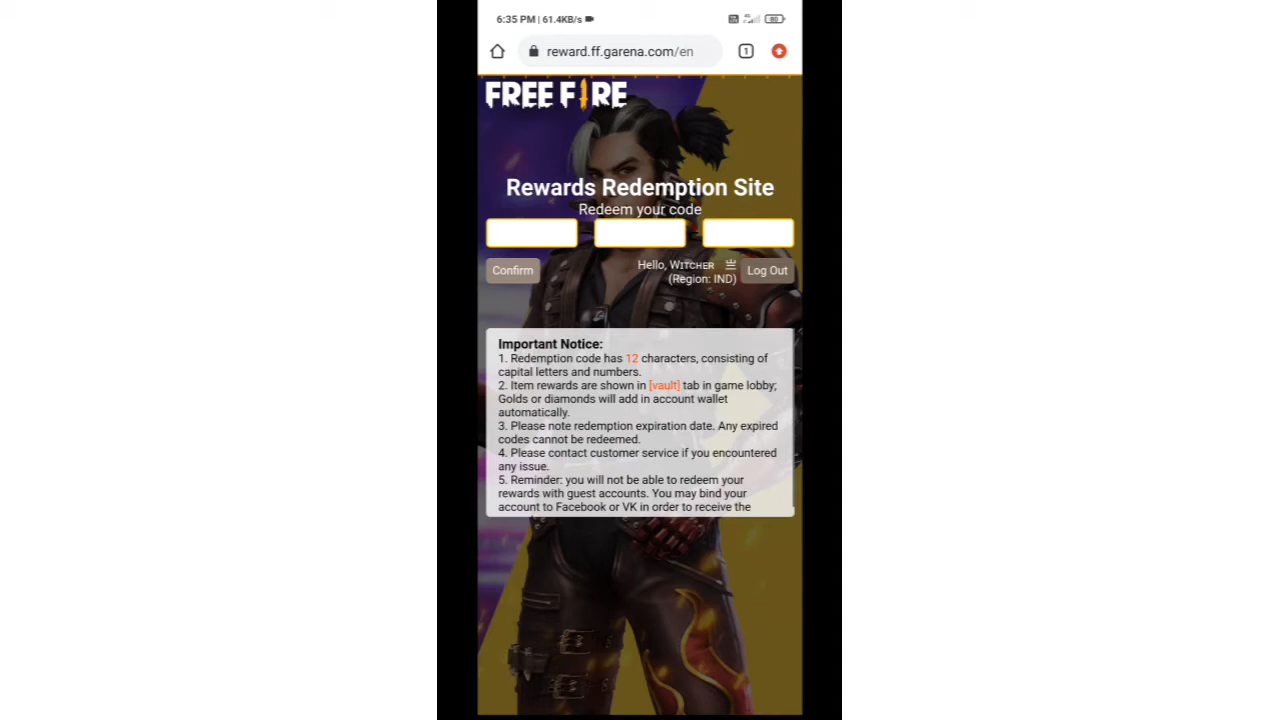 6:35 PM | 61.4KB/s
80
reward.ff.garena.com/en
1
FREE FIRE
Rewards Redemption Site
Redeem your code
Confirm
Hello, Wɪᴛᴄʜᴇʀ 亗
(Region: IND)
Log Out
Important Notice:
1. Redemption code has 12 characters, consisting of
capital letters and numbers.
2. Item rewards are shown in [vault] tab in game lobby;
Golds or diamonds will add in account wallet
automatically.
3. Please note redemption expiration date. Any expired
codes cannot be redeemed.
4. Please contact customer service if you encountered
any issue.
5. Reminder: you will not be able to redeem your
rewards with guest accounts. You may bind your
account to Facebook or VK in order to receive the